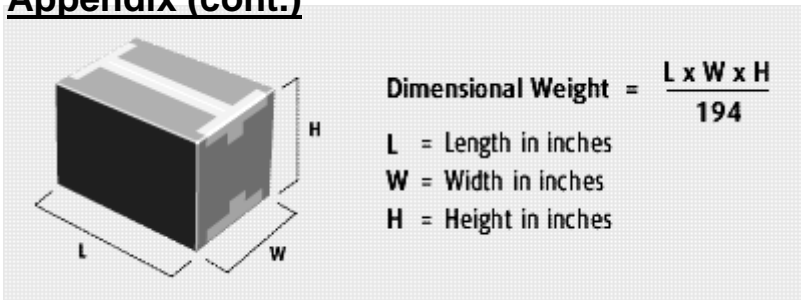 Appendix (cont.)
Dimensional Weight = L x W x H
194
L = Length in inches
W = Width in inches
H = Height in inches
H
L
W